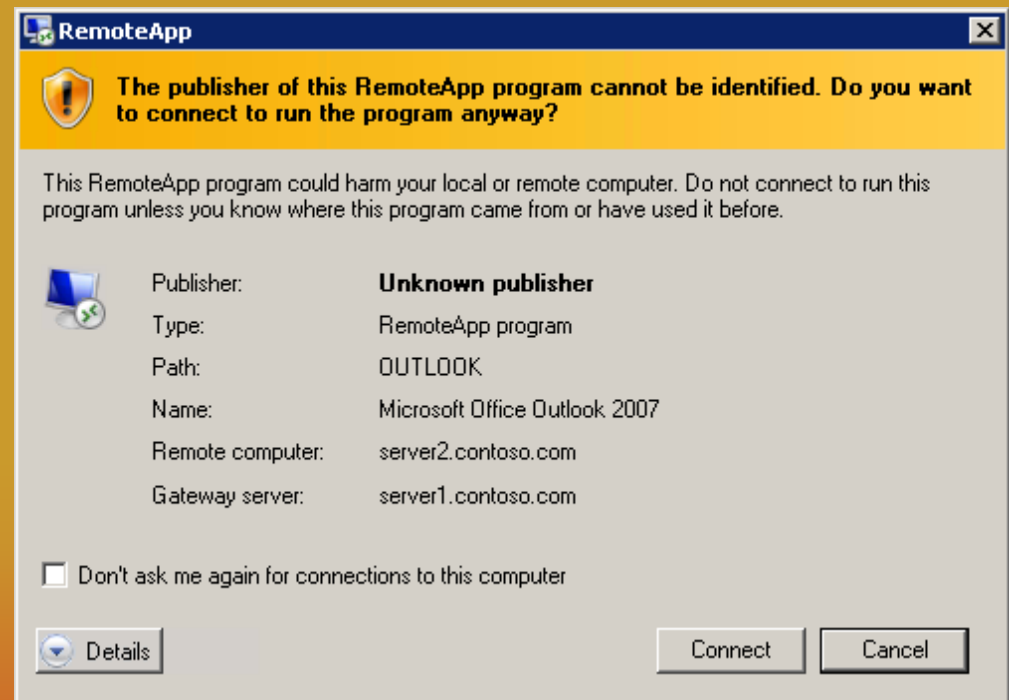 RemoteApp
The publisher of this RemoteApp program cannot be identified. Do you want
to connect to run the program anyway?
This RemoteApp program could harm your local or remote computer. Do not connect to run this
program unless you know where this program came from or have used it before.
Publisher: Unknown publisher
Type: RemoteApp program
Path: OUTLOOK
Name: Microsoft Office Outlook 2007
Remote computer: server2.contoso.com
Gateway server: server1.contoso.com
Don't ask me again for connections to this computer
Details Connect Cancel